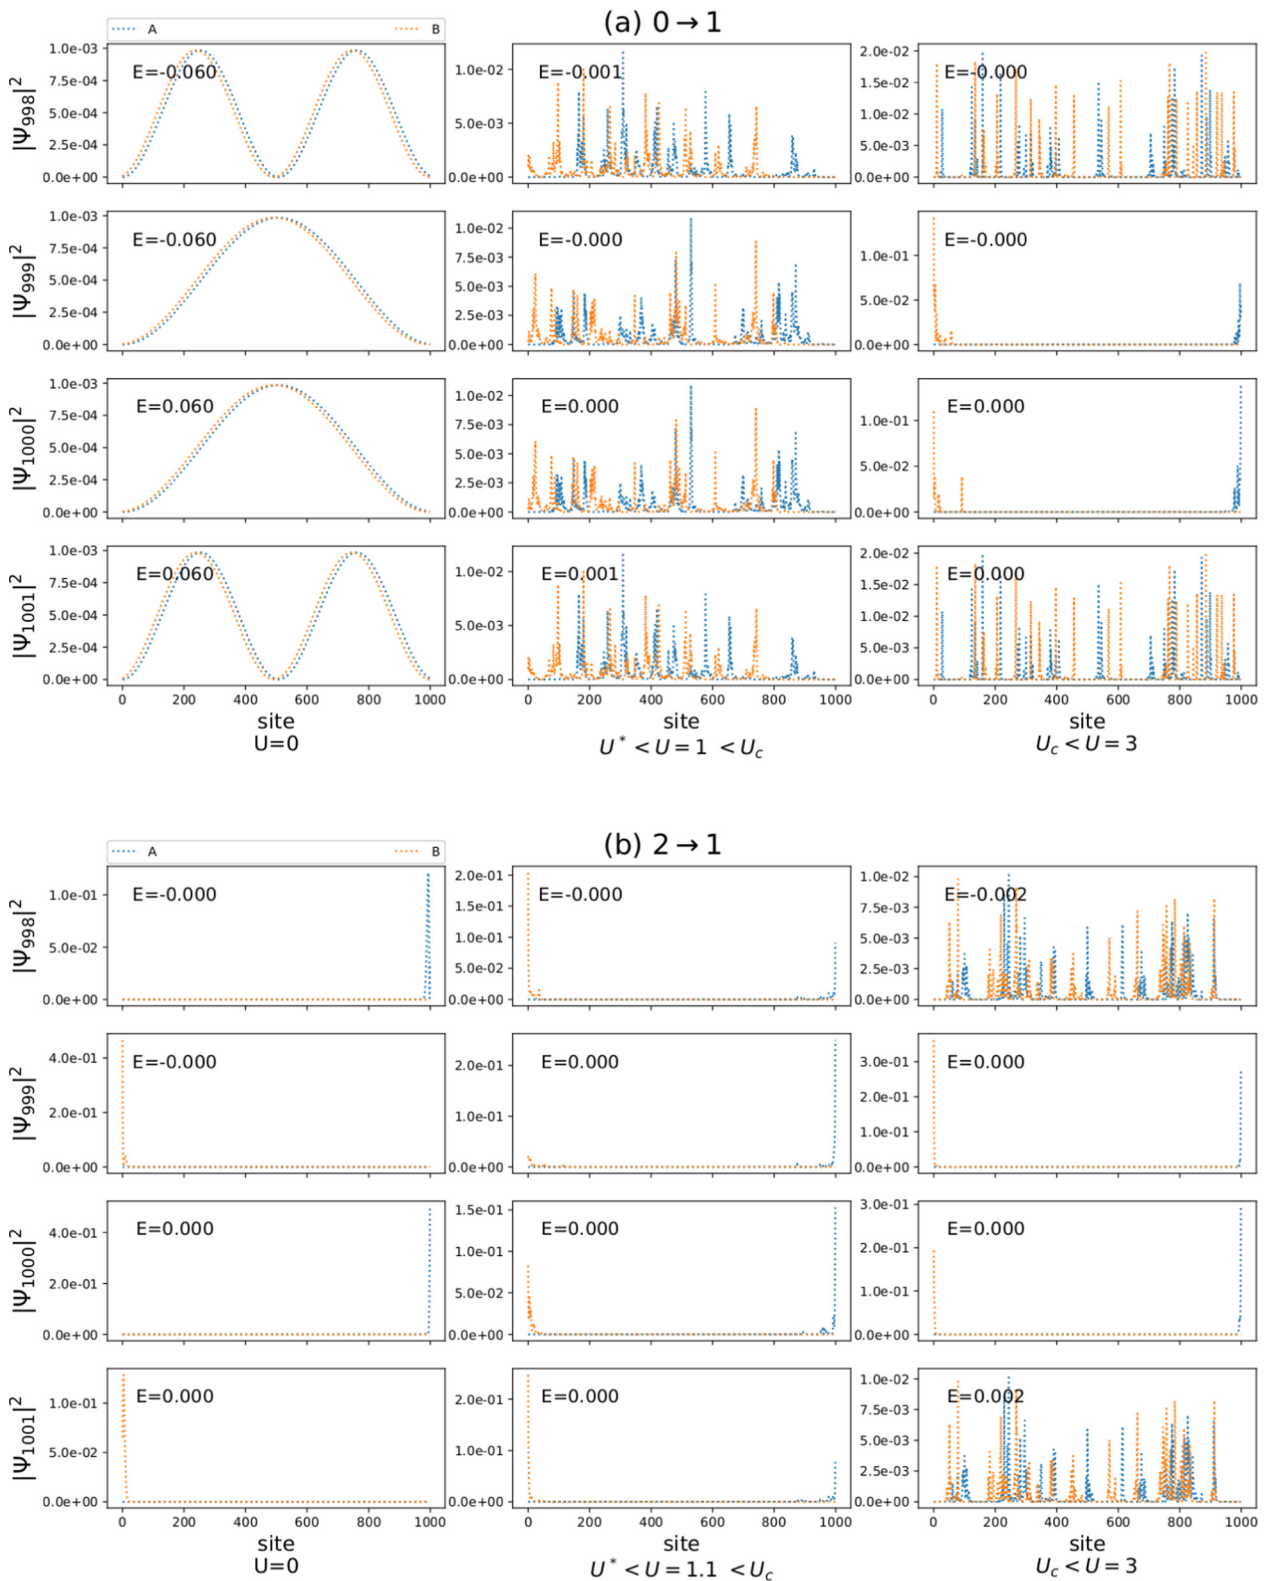 (a) 0 → 1
A B
|Ψ998|²
1.0e-03
7.5e-04
5.0e-04
2.5e-04
0.0e+00
E=-0.060
1.0e-02
5.0e-03
0.0e+00
E=-0.001
2.0e-02
1.5e-02
1.0e-02
5.0e-03
0.0e+00
E=-0.000
|Ψ999|²
1.0e-03
7.5e-04
5.0e-04
2.5e-04
0.0e+00
E=-0.060
1.0e-02
7.5e-03
5.0e-03
2.5e-03
0.0e+00
E=-0.000
1.0e-01
5.0e-02
0.0e+00
E=-0.000
|Ψ1000|²
1.0e-03
7.5e-04
5.0e-04
2.5e-04
0.0e+00
E=0.060
1.0e-02
7.5e-03
5.0e-03
2.5e-03
0.0e+00
E=0.000
1.0e-01
5.0e-02
0.0e+00
E=0.000
|Ψ1001|²
1.0e-03
7.5e-04
5.0e-04
2.5e-04
0.0e+00
E=0.060
1.0e-02
5.0e-03
0.0e+00
E=0.001
2.0e-02
1.5e-02
1.0e-02
5.0e-03
0.0e+00
E=0.000
0 200 400 600 800 1000 0 200 400 600 800 1000 0 200 400 600 800 1000
site site site
U=0 U* < U = 1 < Uc Uc < U = 3
(b) 2 → 1
A B
|Ψ998|²
1.0e-01
5.0e-02
0.0e+00
E=-0.000
2.0e-01
1.5e-01
1.0e-01
5.0e-02
0.0e+00
E=-0.000
1.0e-02
7.5e-03
5.0e-03
2.5e-03
0.0e+00
E=-0.002
|Ψ999|²
4.0e-01
2.0e-01
0.0e+00
E=-0.000
2.0e-01
1.0e-01
0.0e+00
E=0.000
3.0e-01
2.0e-01
1.0e-01
0.0e+00
E=0.000
|Ψ1000|²
4.0e-01
2.0e-01
0.0e+00
E=0.000
1.5e-01
1.0e-01
5.0e-02
0.0e+00
E=0.000
3.0e-01
2.0e-01
1.0e-01
0.0e+00
E=0.000
|Ψ1001|²
1.0e-01
5.0e-02
0.0e+00
E=0.000
2.0e-01
1.0e-01
0.0e+00
E=0.000
1.0e-02
7.5e-03
5.0e-03
2.5e-03
0.0e+00
E=0.002
0 200 400 600 800 1000 0 200 400 600 800 1000 0 200 400 600 800 1000
site site site
U=0 U* < U = 1.1 < Uc Uc < U = 3